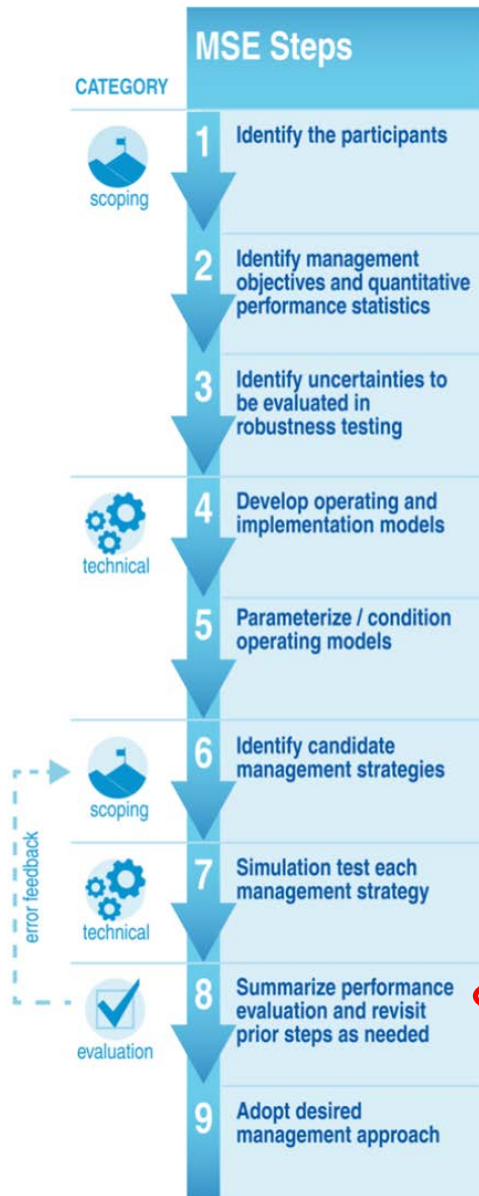 MSE Steps
CATEGORY
1
Identify the participants
scoping
2
Identify management
objectives and quantitative
performance statistics
3
Identify uncertainties to
be evaluated in
robustness testing
4
Develop operating and
implementation models
technical
5
Parameterize / condition
operating models
6
Identify candidate
management strategies
scoping
error feedback
7
Simulation test each
management strategy
technical
8
Summarize performance
evaluation and revisit
prior steps as needed
evaluation
9
Adopt desired
management approach